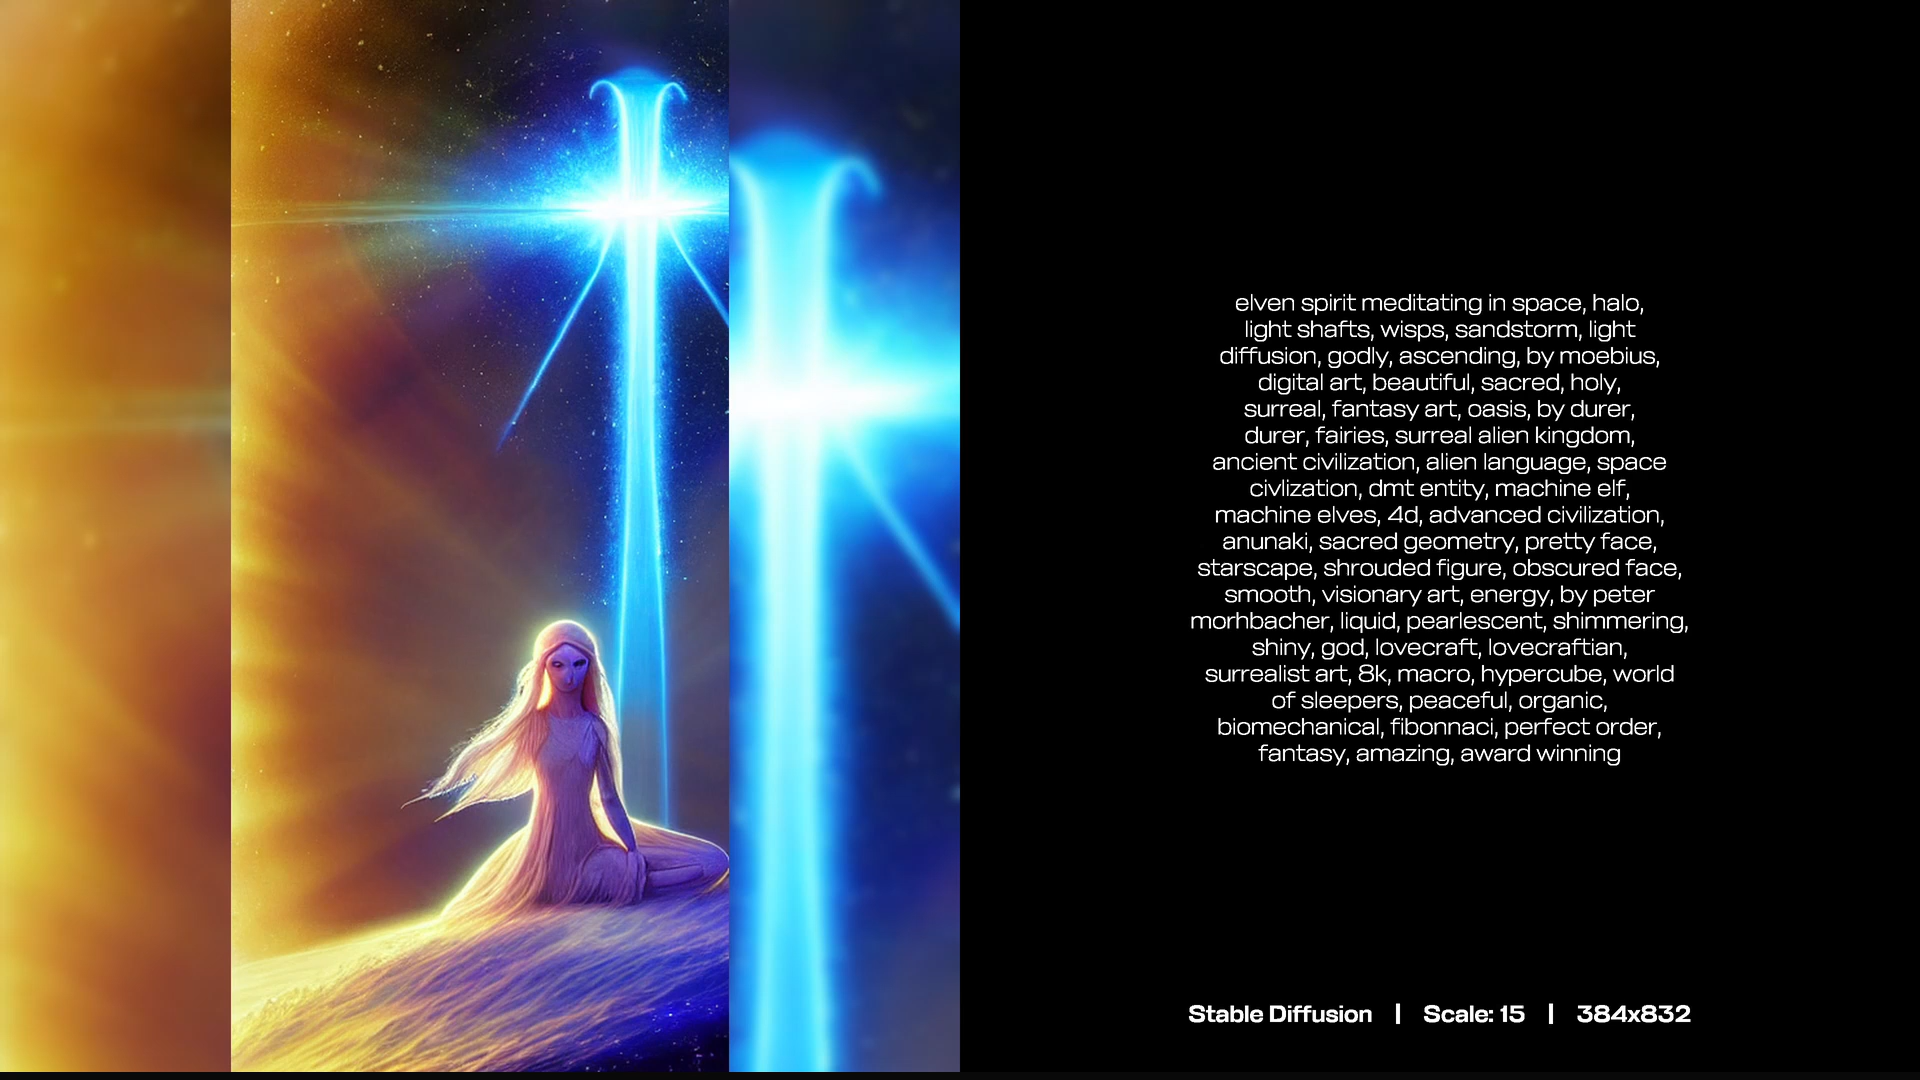 elven spirit meditating in space, halo,
light shafts, wisps, sandstorm, light
diffusion, godly, ascending, by moebius,
digital art, beautiful, sacred, holy,
surreal, fantasy art, oasis, by durer,
durer, fairies, surreal alien kingdom,
ancient civilization, alien language, space
civlization, dmt entity, machine elf,
machine elves, 4d, advanced civilization,
anunaki, sacred geometry, pretty face,
starscape, shrouded figure, obscured face,
smooth, visionary art, energy, by peter
morhbacher, liquid, pearlescent, shimmering,
shiny, god, lovecraft, lovecraftian,
surrealist art, 8k, macro, hypercube, world
of sleepers, peaceful, organic,
biomechanical, fibonnaci, perfect order,
fantasy, amazing, award winning
Stable Diffusion | Scale: 15 | 384x832